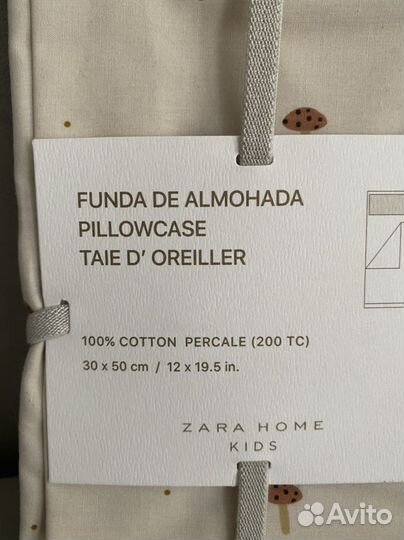 FUNDA DE ALMOHADA
PILLOWCASE
TAIE D' OREILLER
100% COTTON PERCALE (200 TC)
30 x 50 cm / 12 x 19.5 in.
ZARA HOME
KIDS
Avito